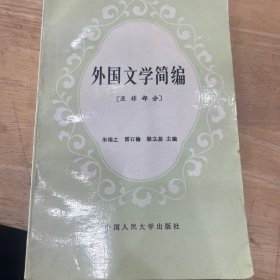 外国文学简编
[亚非部分]
朱维之 雷石榆 梁立基 主编
中国人民大学出版社